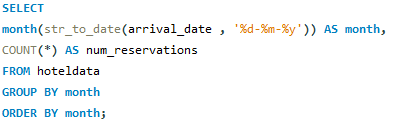 SELECT
month(str_to_date(arrival_date , '%d-%m-%y')) AS month,
COUNT(*) AS num_reservations
FROM hoteldata
GROUP BY month
ORDER BY month;